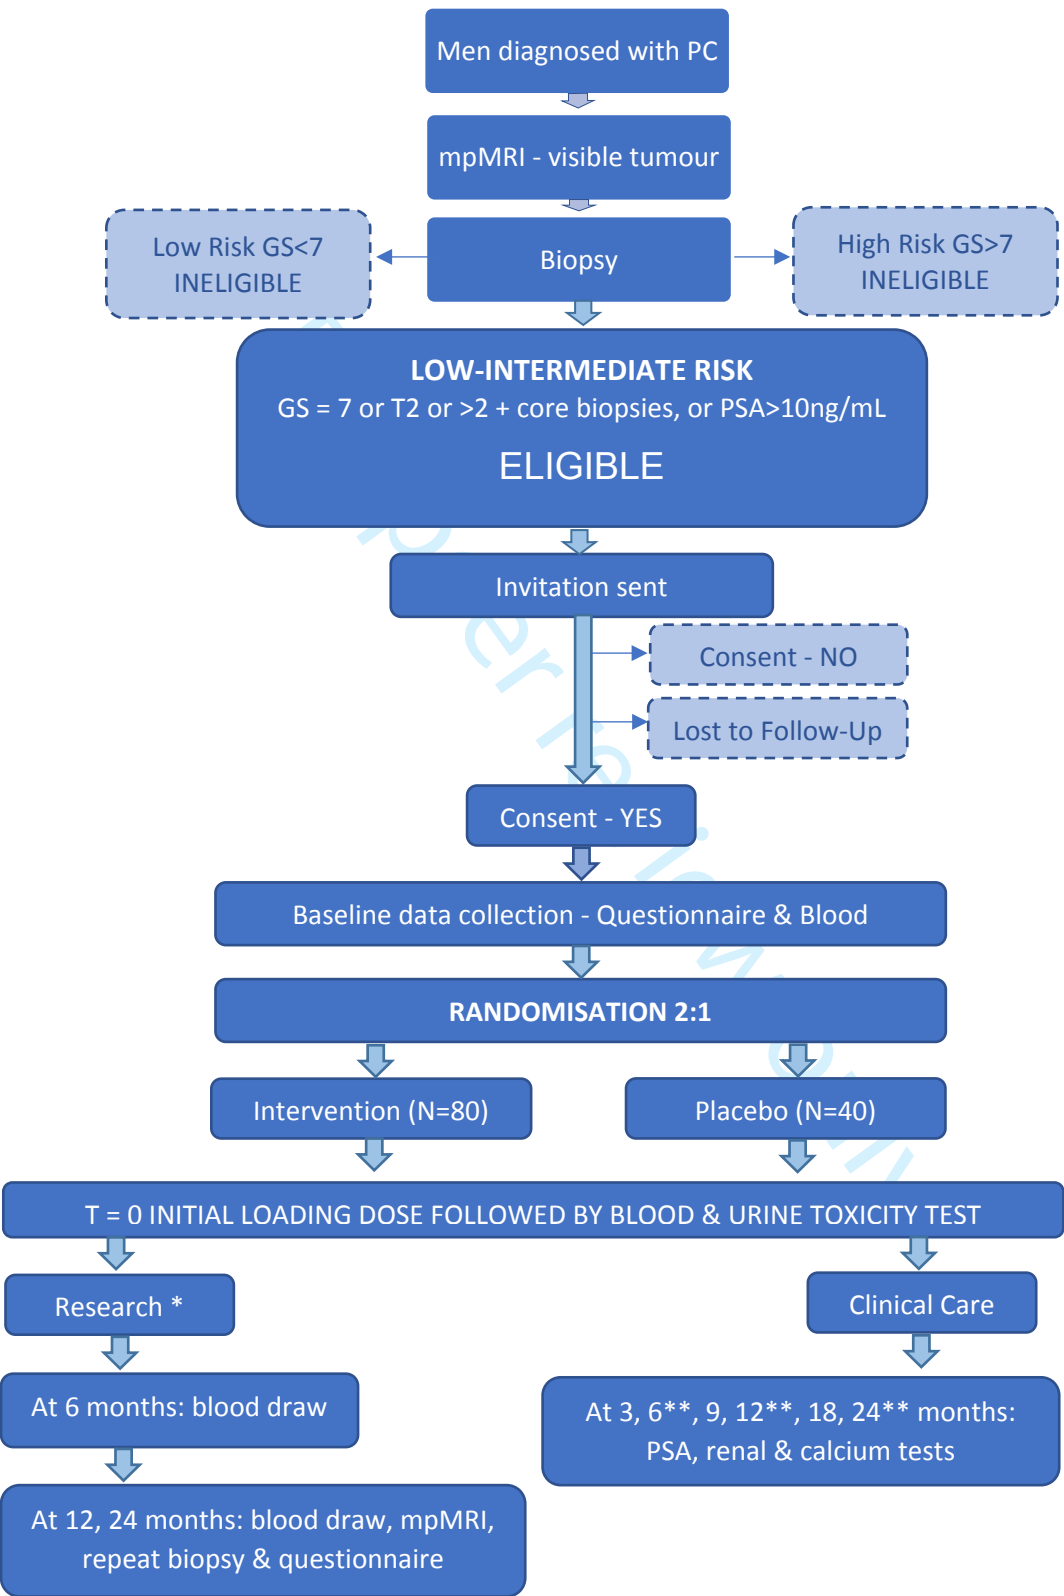 Men diagnosed with PC
mpMRI - visible tumour
Low Risk GS<7
INELIGIBLE
Biopsy
High Risk GS>7
INELIGIBLE
LOW-INTERMEDIATE RISK
GS = 7 or T2 or >2 + core biopsies, or PSA>10ng/mL
ELIGIBLE
Invitation sent
Consent - NO
Lost to Follow-Up
Consent - YES
Baseline data collection - Questionnaire & Blood
RANDOMISATION 2:1
Intervention (N=80)
Placebo (N=40)
T = 0 INITIAL LOADING DOSE FOLLOWED BY BLOOD & URINE TOXICITY TEST
Research *
Clinical Care
At 6 months: blood draw
At 3, 6**, 9, 12**, 18, 24** months:
PSA, renal & calcium tests
At 12, 24 months: blood draw, mpMRI,
repeat biopsy & questionnaire